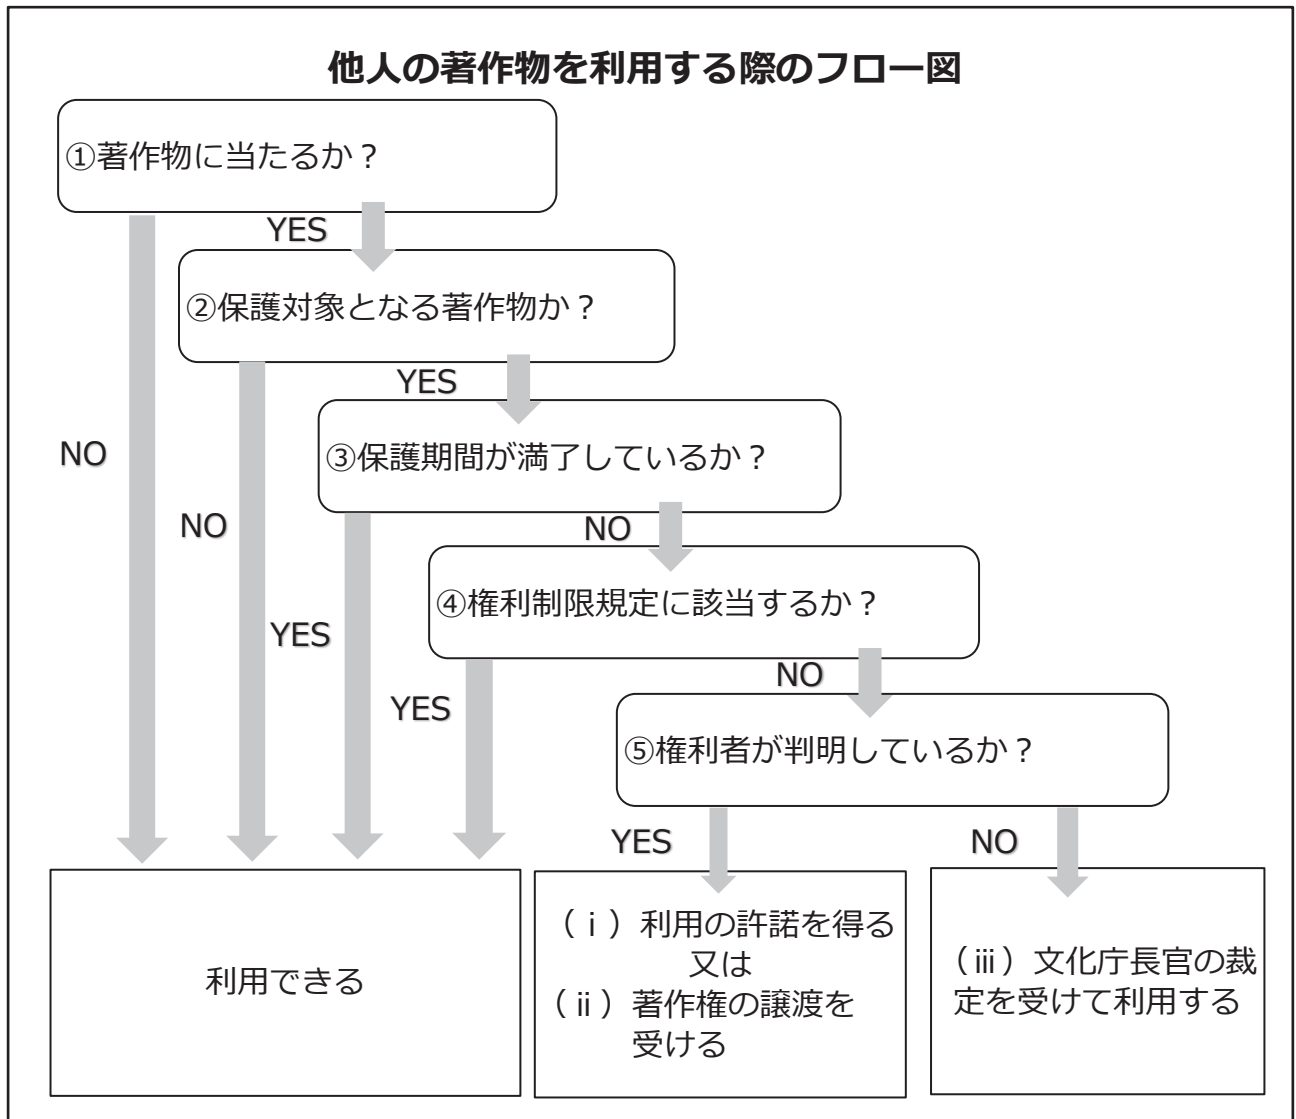 他人の著作物を利用する際のフロー図
①著作物に当たるか？
YES
②保護対象となる著作物か？
YES
NO
③保護期間が満了しているか？
NO
NO
④権利制限規定に該当するか？
YES
NO
YES
⑤権利者が判明しているか？
YES
NO
利用できる
（ⅰ）利用の許諾を得る
又は
（ⅱ）著作権の譲渡を
受ける
（ⅲ）文化庁長官の裁
定を受けて利用する